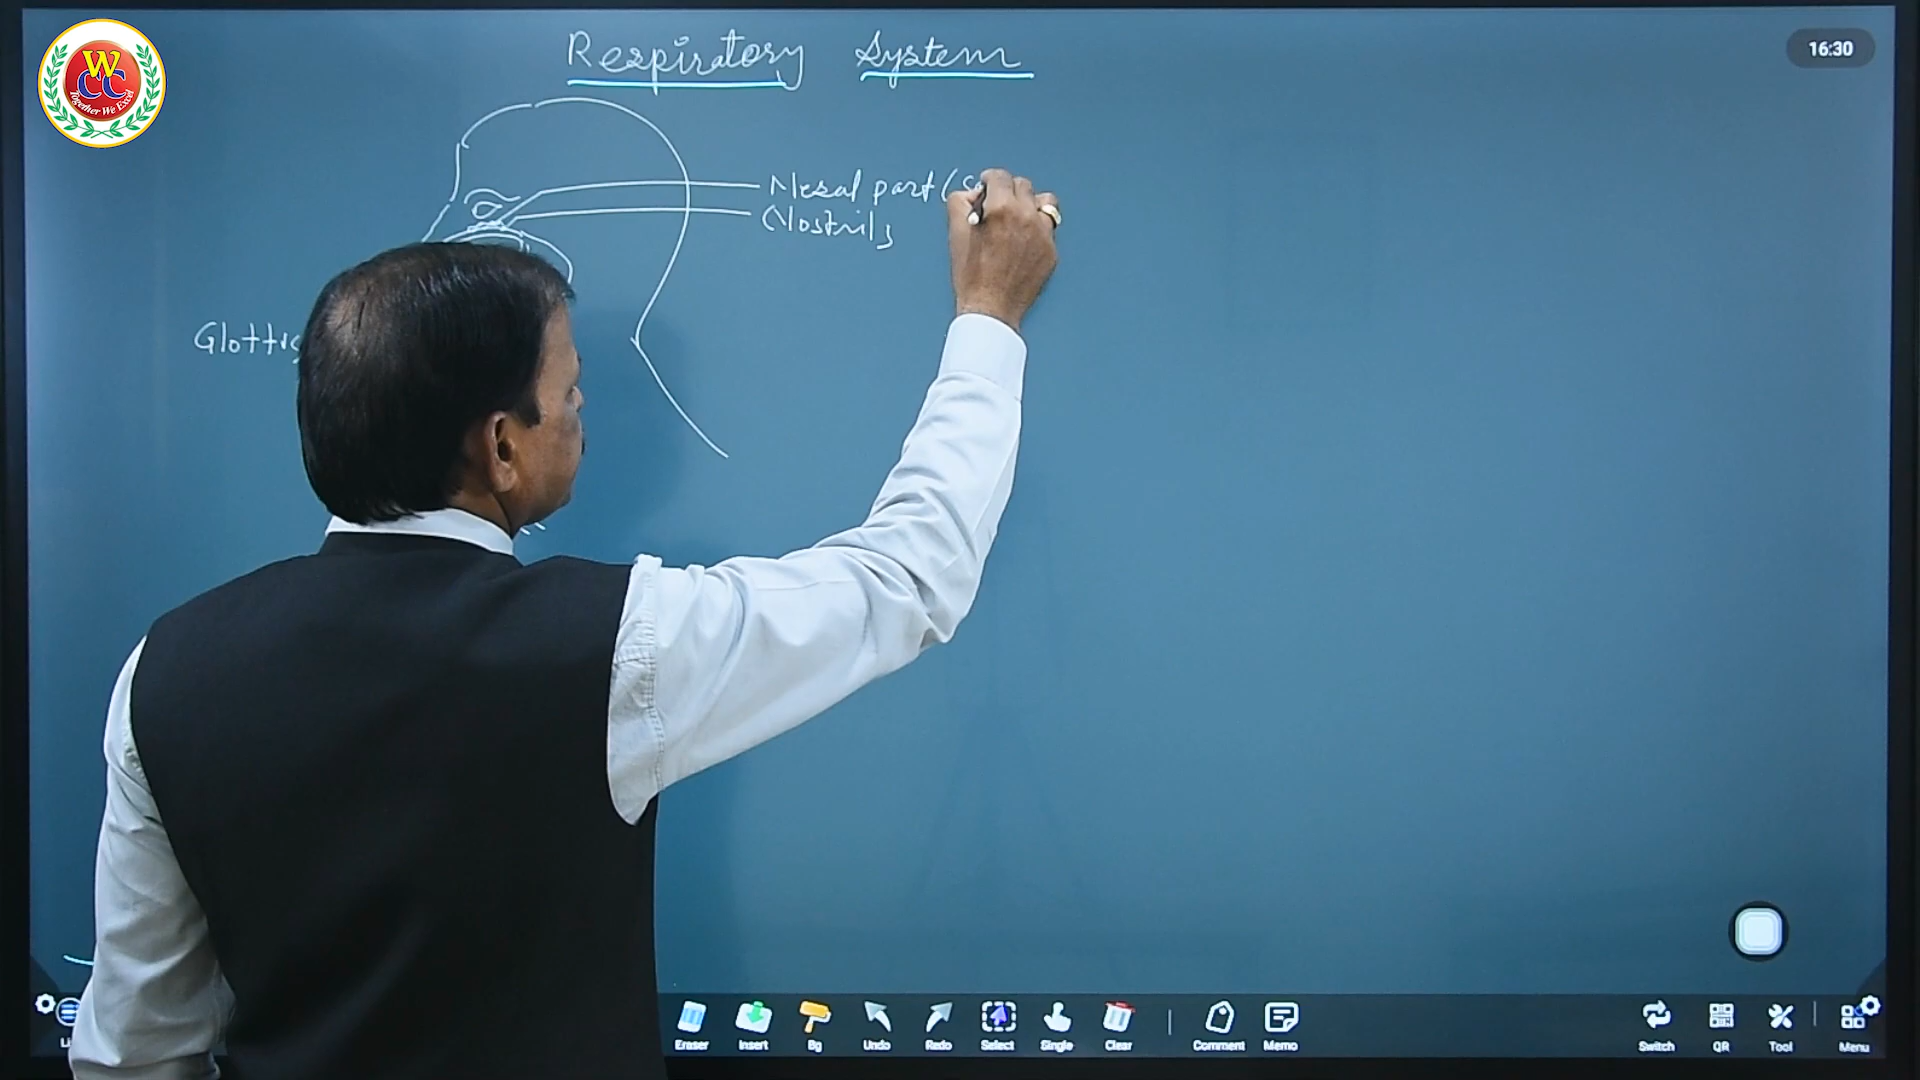 WCC
Together We Excel
Respiratory System
16:30
Nesal part (
Nostrils
Glottis
Eraser
Insert
Bg
Undo
Redo
Select
Single
Clear
Comment
Memo
Switch
QR
Tool
Menu